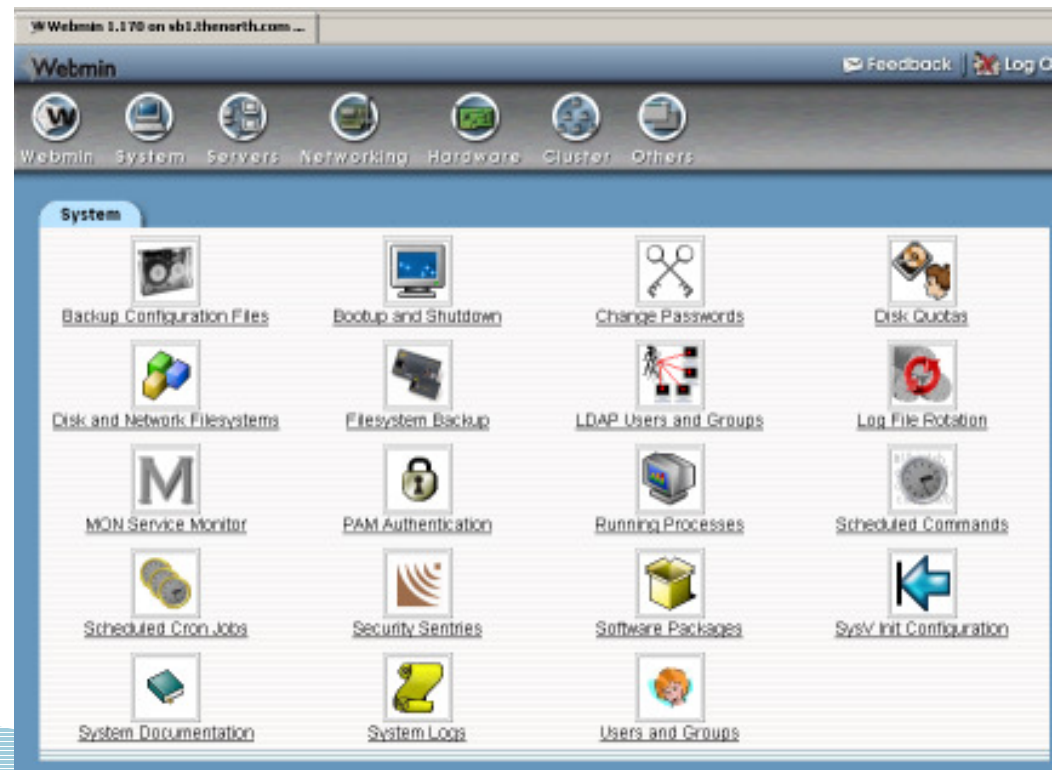 Webmin 1.170 on sb1.thenorth.com ...
Webmin
Feedback Log O
Webmin System Servers Networking Hardware Cluster Others
System
Backup Configuration Files Bootup and Shutdown Change Passwords Disk Quotas
Disk and Network Filesystems Filesystem Backup LDAP Users and Groups Log File Rotation
M
MON Service Monitor PAM Authentication Running Processes Scheduled Commands
Scheduled Cron Jobs Security Sentries Software Packages SysV Init Configuration
System Documentation System Logs Users and Groups